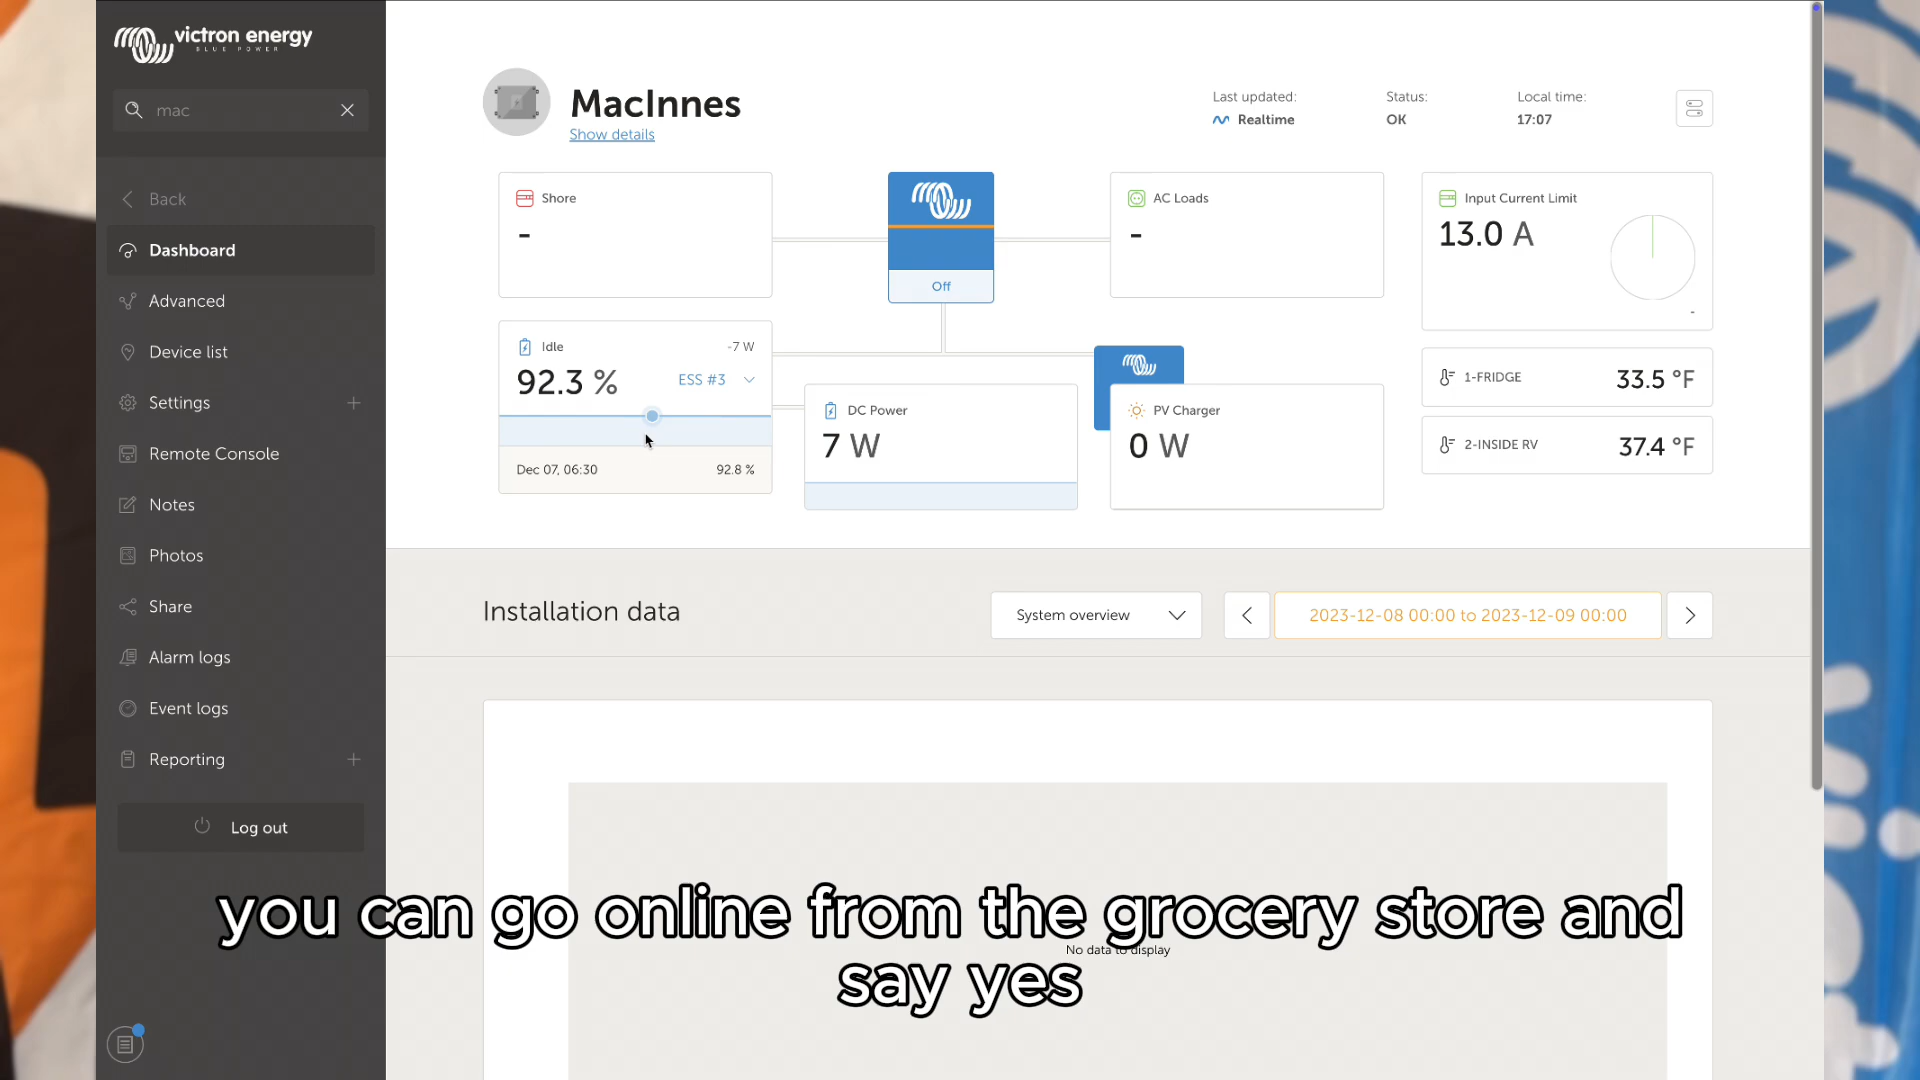 victron energy
BLUE POWER
mac
Back
Dashboard
Advanced
Device list
Settings
Remote Console
Notes
Photos
Share
Alarm logs
Event logs
Reporting
Log out
MacInnes
Show details
Last updated:
Realtime
Status:
OK
Local time:
17:07
Shore
-
Off
AC Loads
-
Input Current Limit
13.0 A
-
Idle
-7 W
92.3 %
ESS #3
Dec 07, 06:30
92.8 %
DC Power
7 W
PV Charger
0 W
1-FRIDGE
33.5 °F
2-INSIDE RV
37.4 °F
Installation data
System overview
2023-12-08 00:00 to 2023-12-09 00:00
No data to display
you can go online from the grocery store and
say yes